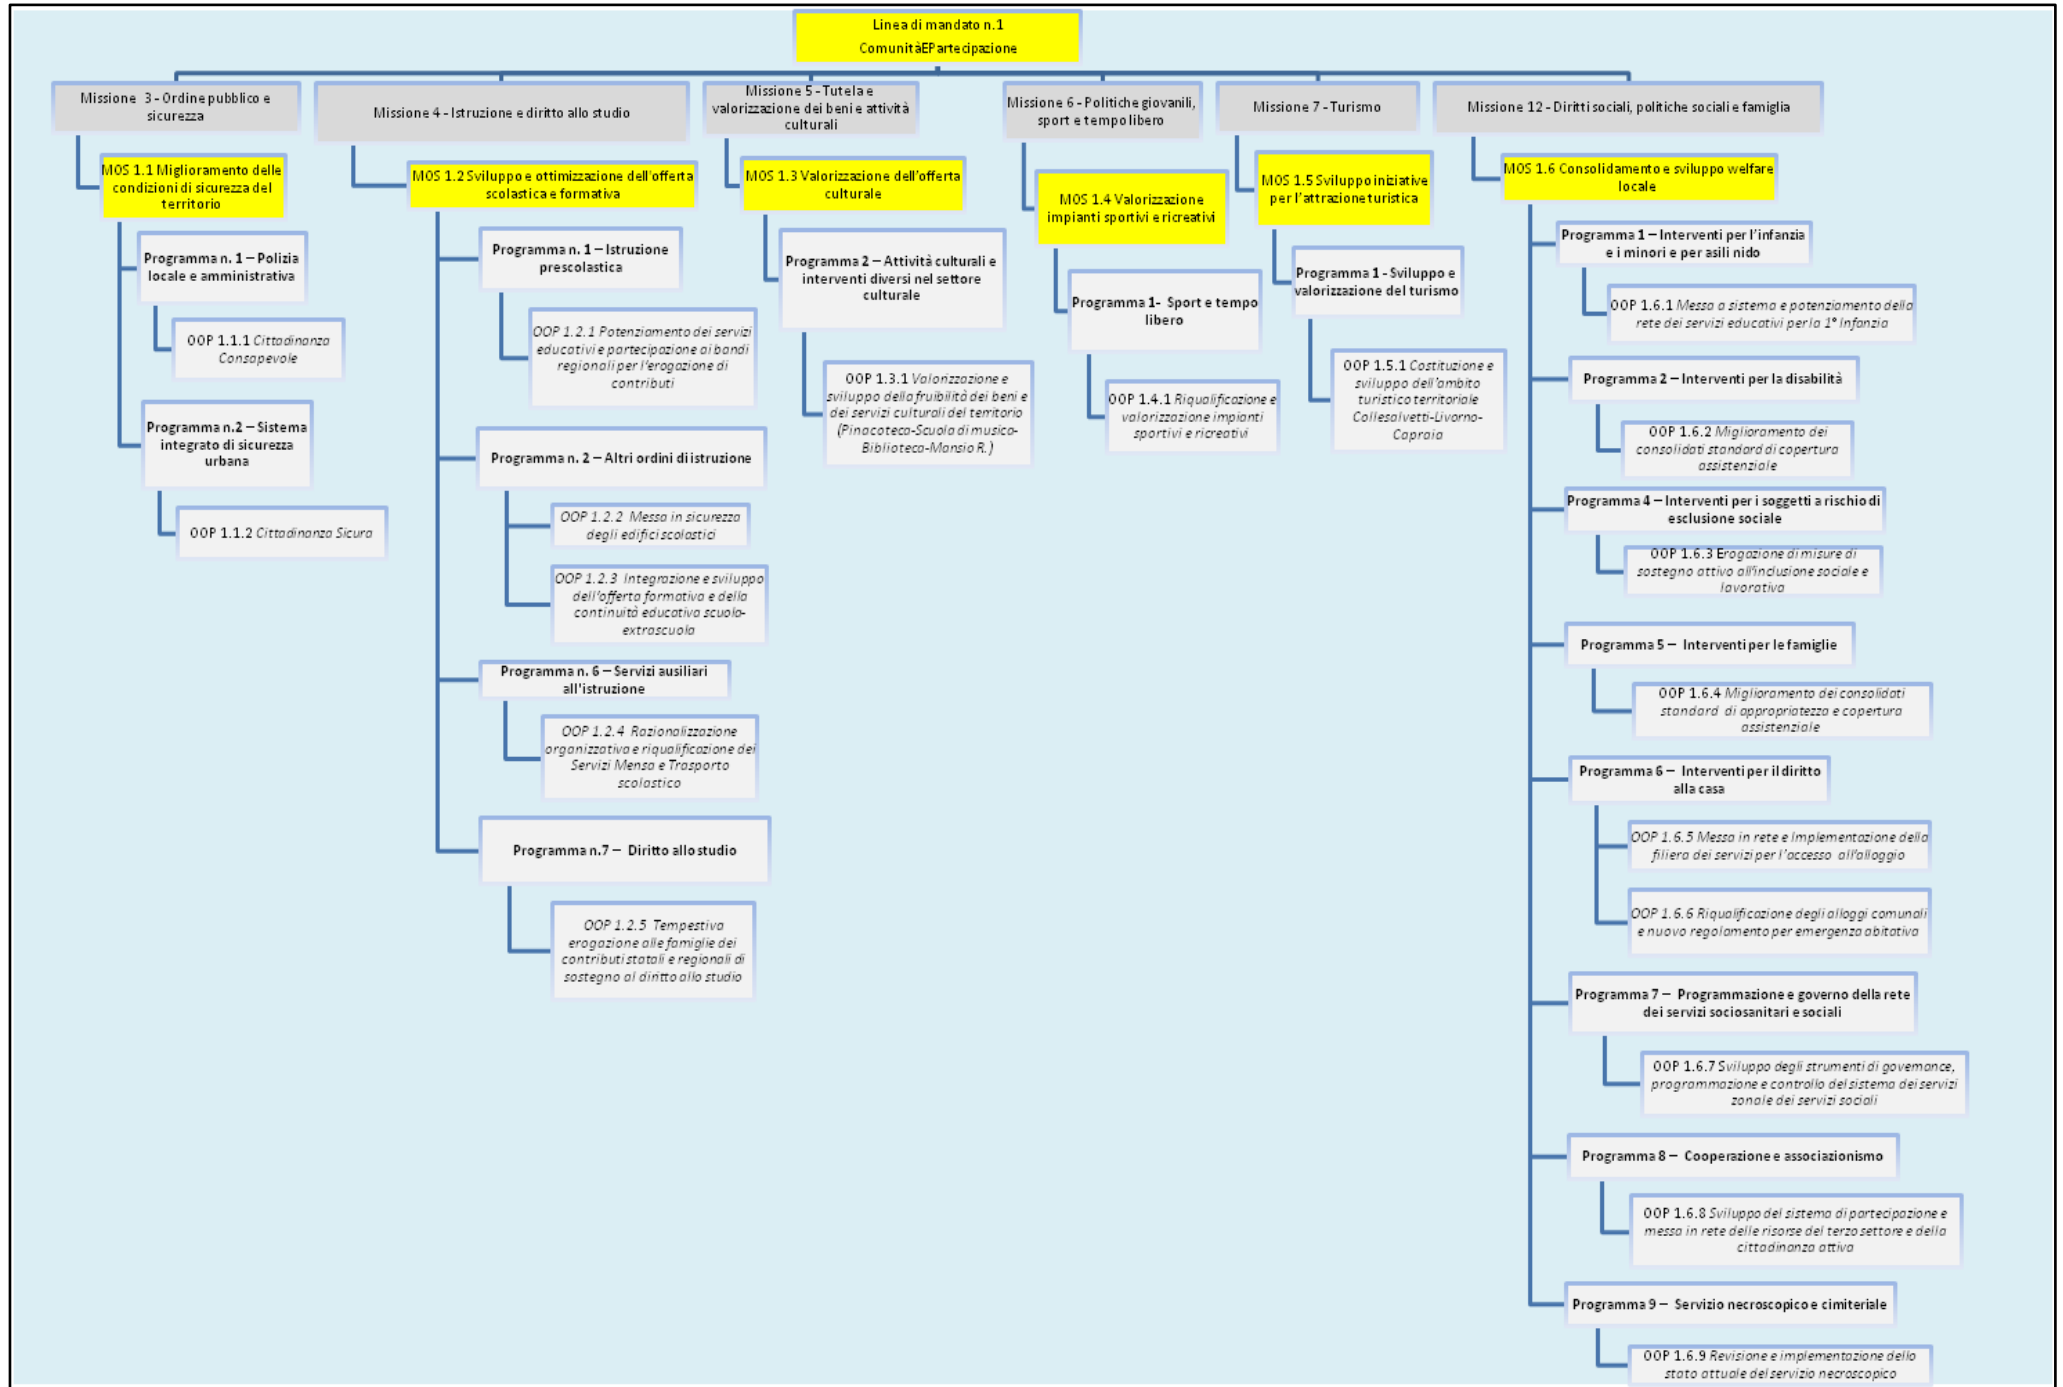 Linea di mandato n.1
ComunitàEPartecipazione
Missione 3 - Ordine pubblico e
sicurezza
MOS 1.1 Miglioramento delle
condizioni di sicurezza del
territorio
Programma n. 1 – Polizia
locale e amministrativa
OOP 1.1.1 Cittadinanza
Consapevole
Programma n.2 – Sistema
integrato di sicurezza
urbana
OOP 1.1.2 Cittadinanza Sicura
Missione 4 - Istruzione e diritto allo studio
MOS 1.2 Sviluppo e ottimizzazione dell'offerta
scolastica e formativa
Programma n. 1 – Istruzione
prescolastica
OOP 1.2.1 Potenziamento dei servizi
educativi e partecipazione ai bandi
regionali per l'erogazione di
contributi
Programma n. 2 – Altri ordini di istruzione
OOP 1.2.2 Messa in sicurezza
degli edifici scolastici
OOP 1.2.3 Integrazione e sviluppo
dell'offerta formativa e della
continuità educativa scuola-
extrascuola
Programma n. 6 – Servizi ausiliari
all'istruzione
OOP 1.2.4 Razionalizzazione
organizzativa e riqualificazione dei
Servizi Mensa e Trasporto
scolastico
Programma n.7 – Diritto allo studio
OOP 1.2.5 Tempestiva
erogazione alle famiglie dei
contributi statali e regionali di
sostegno al diritto allo studio
Missione 5 - Tutela e
valorizzazione dei beni e attività
culturali
MOS 1.3 Valorizzazione dell'offerta
culturale
Programma 2 – Attività culturali e
interventi diversi nel settore
culturale
OOP 1.3.1 Valorizzazione e
sviluppo della fruibilità dei beni e
dei servizi culturali del territorio
(Pinacoteca-Scuola di musica-
Biblioteca-Mansio R.)
Missione 6 - Politiche giovanili,
sport e tempo libero
MOS 1.4 Valorizzazione
impianti sportivi e ricreativi
Programma 1- Sport e tempo
libero
OOP 1.4.1 Riqualificazione e
valorizzazione impianti
sportivi e ricreativi
Missione 7 - Turismo
MOS 1.5 Sviluppo iniziative
per l'attrazione turistica
Programma 1 - Sviluppo e
valorizzazione del turismo
OOP 1.5.1 Costituzione e
sviluppo dell'ambito
turistico territoriale
Collesalvetti-Livorno-
Capraia
Missione 12 - Diritti sociali, politiche sociali e famiglia
MOS 1.6 Consolidamento e sviluppo welfare
locale
Programma 1 – Interventi per l'infanzia
e i minori e per asili nido
OOP 1.6.1 Messa a sistema e potenziamento della
rete dei servizi educativi per la 1° Infanzia
Programma 2 – Interventi per la disabilità
OOP 1.6.2 Miglioramento dei
consolidati standard di copertura
assistenziale
Programma 4 – Interventi per i soggetti a rischio di
esclusione sociale
OOP 1.6.3 Erogazione di misure di
sostegno attivo all'inclusione sociale e
lavorativa
Programma 5 – Interventi per le famiglie
OOP 1.6.4 Miglioramento dei consolidati
standard di appropriatezza e copertura
assistenziale
Programma 6 – Interventi per il diritto
alla casa
OOP 1.6.5 Messa in rete e Implementazione della
filiera dei servizi per l'accesso all'alloggio
OOP 1.6.6 Riqualificazione degli alloggi comunali
e nuovo regolamento per emergenza abitativa
Programma 7 – Programmazione e governo della rete
dei servizi sociosanitari e sociali
OOP 1.6.7 Sviluppo degli strumenti di governance,
programmazione e controllo del sistema dei servizi
zonale dei servizi sociali
Programma 8 – Cooperazione e associazionismo
OOP 1.6.8 Sviluppo del sistema di partecipazione e
messa in rete delle risorse del terzo settore e della
cittadinanza attiva
Programma 9 – Servizio necroscopico e cimiteriale
OOP 1.6.9 Revisione e implementazione dello
stato attuale del servizio necroscopico